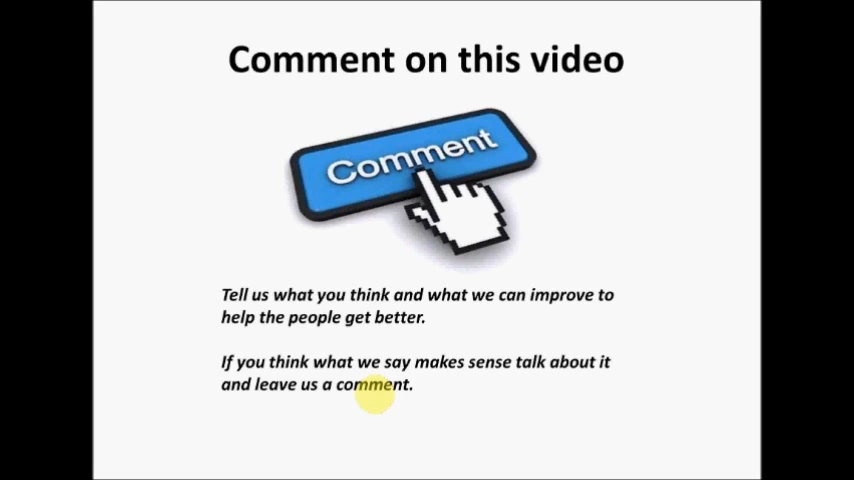 Comment on this video
Comment
Tell us what you think and what we can improve to
help the people get better.
If you think what we say makes sense talk about it
and leave us a comment.